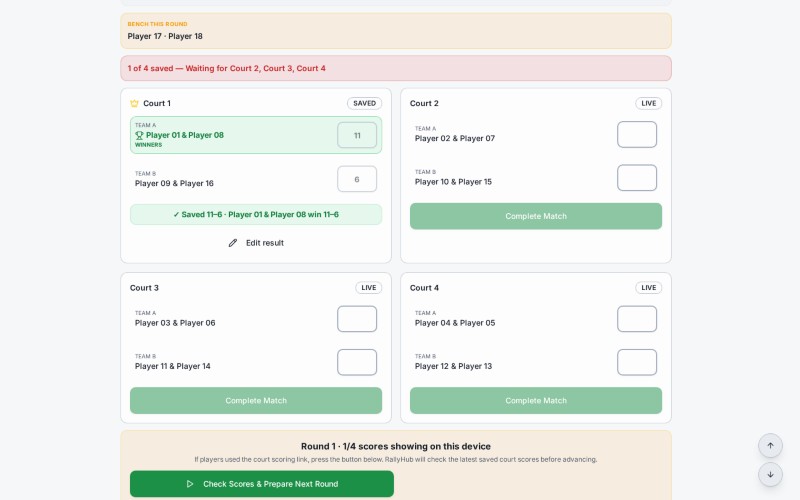 BENCH THIS ROUND
Player 17 · Player 18
1 of 4 saved — Waiting for Court 2, Court 3, Court 4
Court 1
SAVED
TEAM A
Player 01 & Player 08
WINNERS
11
TEAM B
Player 09 & Player 16
6
✓ Saved 11–6 · Player 01 & Player 08 win 11–6
Edit result
Court 2
LIVE
TEAM A
Player 02 & Player 07
TEAM B
Player 10 & Player 15
Complete Match
Court 3
LIVE
TEAM A
Player 03 & Player 06
TEAM B
Player 11 & Player 14
Complete Match
Court 4
LIVE
TEAM A
Player 04 & Player 05
TEAM B
Player 12 & Player 13
Complete Match
Round 1 · 1/4 scores showing on this device
If players used the court scoring link, press the button below. RallyHub will check the latest saved court scores before advancing.
Check Scores & Prepare Next Round